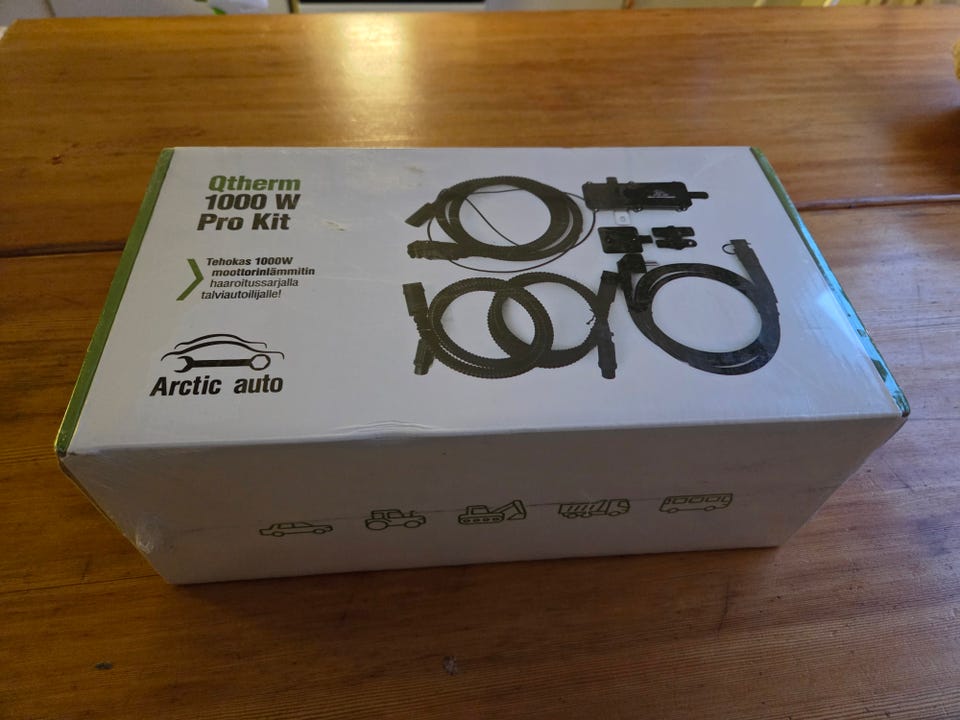 Qtherm
1000 W
Pro Kit
Tehokas 1000W
moottorinlämmitin
haaroitussarjalla
talviautoilijalle!
Arctic auto